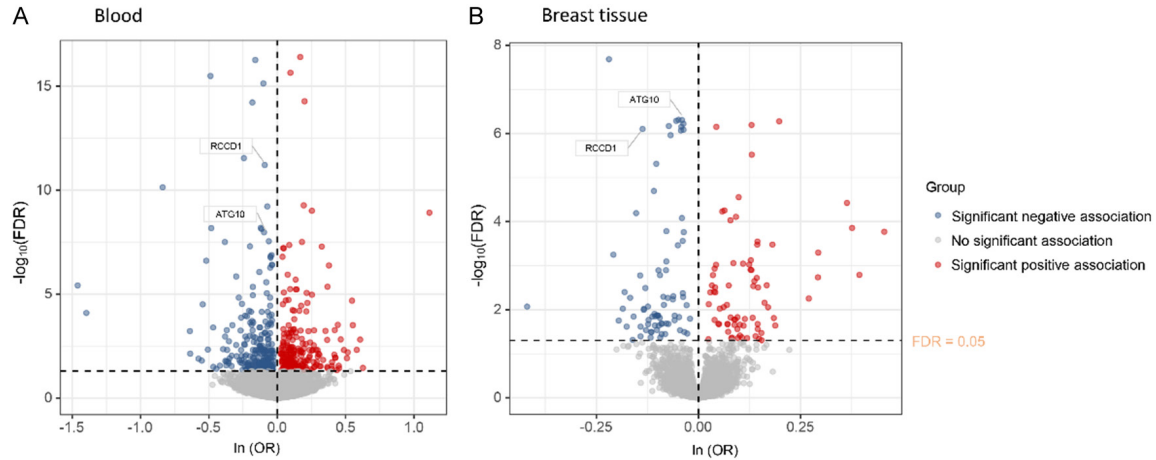 A Blood
B Breast tissue
-log10(FDR)
15
10
5
0
RCCD1
ATG10
-1.5 -1.0 -0.5 0.0 0.5 1.0
ln (OR)
-log10(FDR)
8
6
4
2
0
ATG10
RCCD1
-0.25 0.00 0.25
ln (OR)
Group
Significant negative association
No significant association
Significant positive association
FDR = 0.05